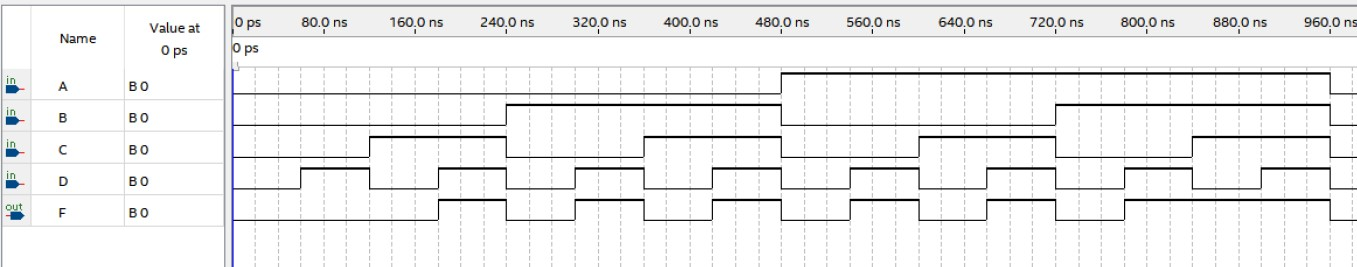 Name
Value at
0 ps
0 ps 80.0 ns 160.0 ns 240.0 ns 320.0 ns 400.0 ns 480.0 ns 560.0 ns 640.0 ns 720.0 ns 800.0 ns 880.0 ns 960.0 ns
0 ps
in A B 0
in B B 0
in C B 0
in D B 0
out F B 0